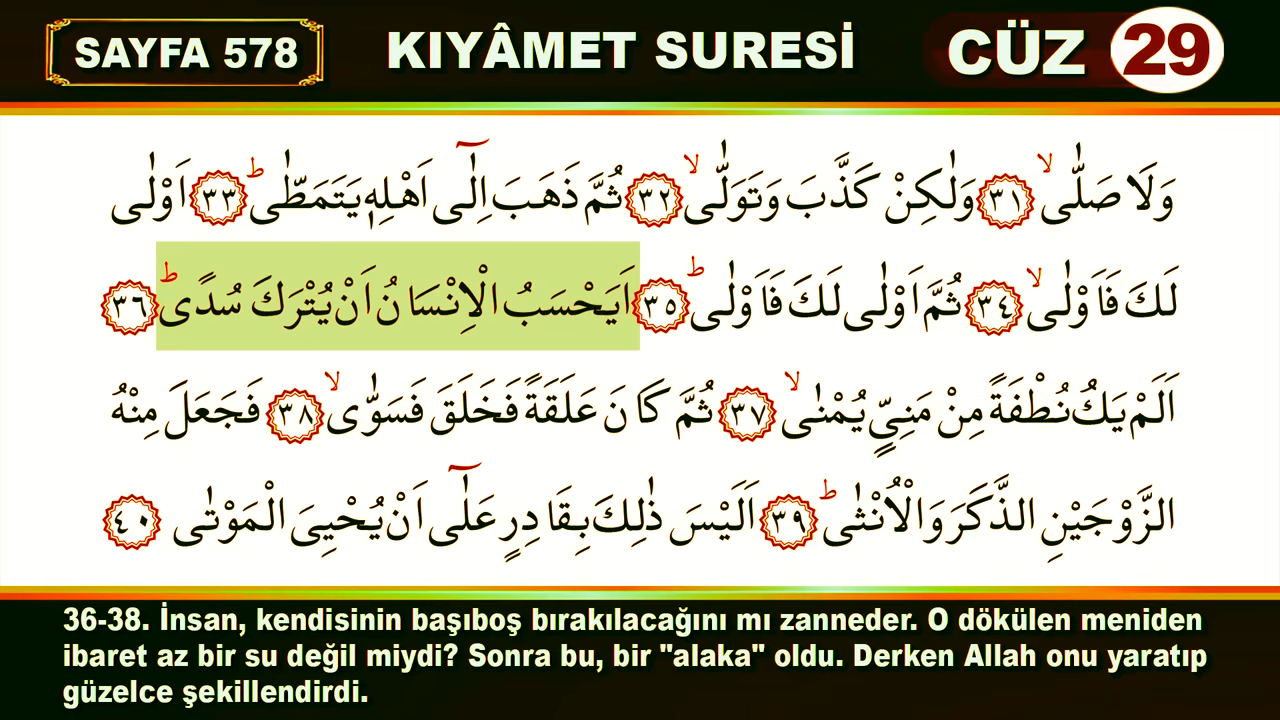 SAYFA 578
KIYÂMET SURESİ
CÜZ 29
وَلَا صَلّٰىۙ ﴿٣١﴾ وَلٰكِنْ كَذَّبَ وَتَوَلّٰىۙ ﴿٣٢﴾ ثُمَّ ذَهَبَ اِلٰٓى اَهْلِه۪ يَتَمَطّٰىۜ ﴿٣٣﴾ اَوْلٰى
لَكَ فَاَوْلٰىۙ ﴿٣٤﴾ ثُمَّ اَوْلٰى لَكَ فَاَوْلٰىۜ ﴿٣٥﴾ اَيَحْسَبُ الْاِنْسَانُ اَنْ يُتْرَكَ سُدًىۜ ﴿٣٦﴾
اَلَمْ يَكُ نُطْفَةً مِنْ مَنِيٍّ يُمْنٰىۙ ﴿٣٧﴾ ثُمَّ كَانَ عَلَقَةً فَخَلَقَ فَسَوّٰىۙ ﴿٣٨﴾ فَجَعَلَ مِنْهُ
الزَّوْجَيْنِ الذَّكَرَ وَالْاُنْثٰىۜ ﴿٣٩﴾ اَلَيْسَ ذٰلِكَ بِقَادِرٍ عَلٰٓى اَنْ يُحْيِيَ الْمَوْتٰى ﴿٤٠﴾
36-38. İnsan, kendisinin başıboş bırakılacağını mı zanneder. O dökülen meniden
ibaret az bir su değil miydi? Sonra bu, bir "alaka" oldu. Derken Allah onu yaratıp
güzelce şekillendirdi.